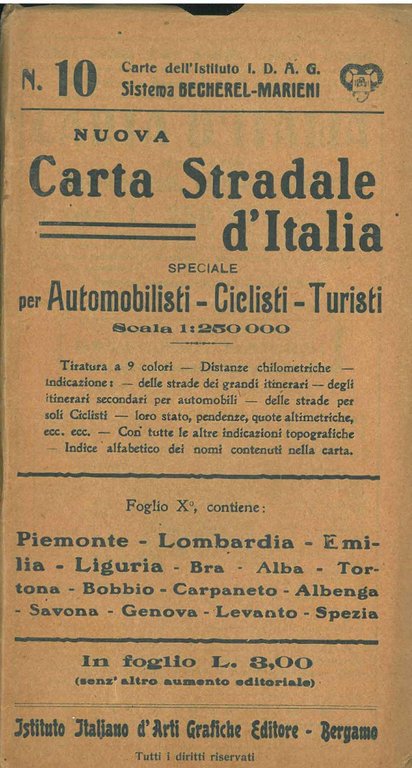 N. 10 Carte dell'Istituto I. D. A. G.
Sistema BECHEREL-MARIENI
NUOVA
Carta Stradale
d'Italia
SPECIALE
per Automobilisti - Ciclisti - Turisti
Scala 1:250 000
Tiratura a 9 colori — Distanze chilometriche —
indicazione: — delle strade dei grandi itinerari — degli
itinerari secondari per automobili — delle strade per
soli Ciclisti — loro stato, pendenze, quote altimetriche,
ecc. ecc. — Con tutte le altre indicazioni topografiche
— Indice alfabetico dei nomi contenuti nella carta.
Foglio X°, contiene:
Piemonte - Lombardia - Emi-
lia - Liguria - Bra - Alba - Tor-
tona - Bobbio - Carpaneto - Albenga
- Savona - Genova - Levanto - Spezia
In foglio L. 3,00
(senz'altro aumento editoriale)
Istituto Italiano d'Arti Grafiche Editore - Bergamo
Tutti i diritti riservati